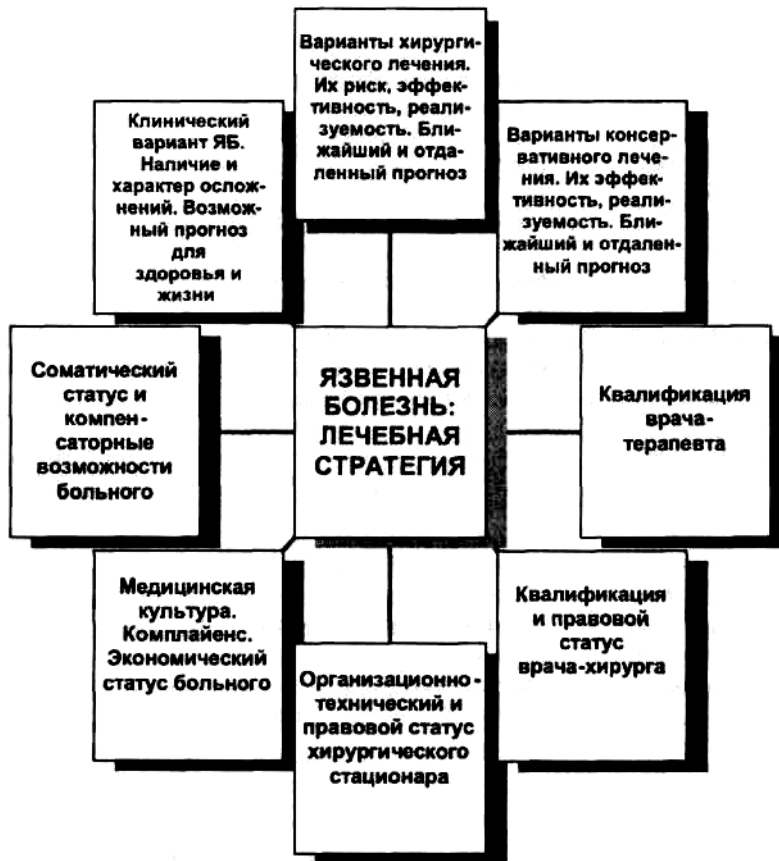 Варианты хирурги-
ческого лечения.
Их риск, эффек-
тивность, реали-
зуемость. Бли-
жайший и отда-
ленный прогноз
Клинический
вариант ЯБ.
Наличие и
характер ослож-
нений. Возмож-
ный прогноз
для
здоровья и
жизни
Варианты консер-
вативного лече-
ния. Их эффек-
тивность, реали-
зуемость. Бли-
жайший и отдален-
ный прогноз
Соматический
статус и
компен-
саторные
возможности
больного
ЯЗВЕННАЯ
БОЛЕЗНЬ:
ЛЕЧЕБНАЯ
СТРАТЕГИЯ
Квалификация
врача-
терапевта
Медицинская
культура.
Комплайенс.
Экономический
статус больного
Организационно-
технический и
правовой статус
хирургического
стационара
Квалификация
и правовой
статус
врача-хирурга